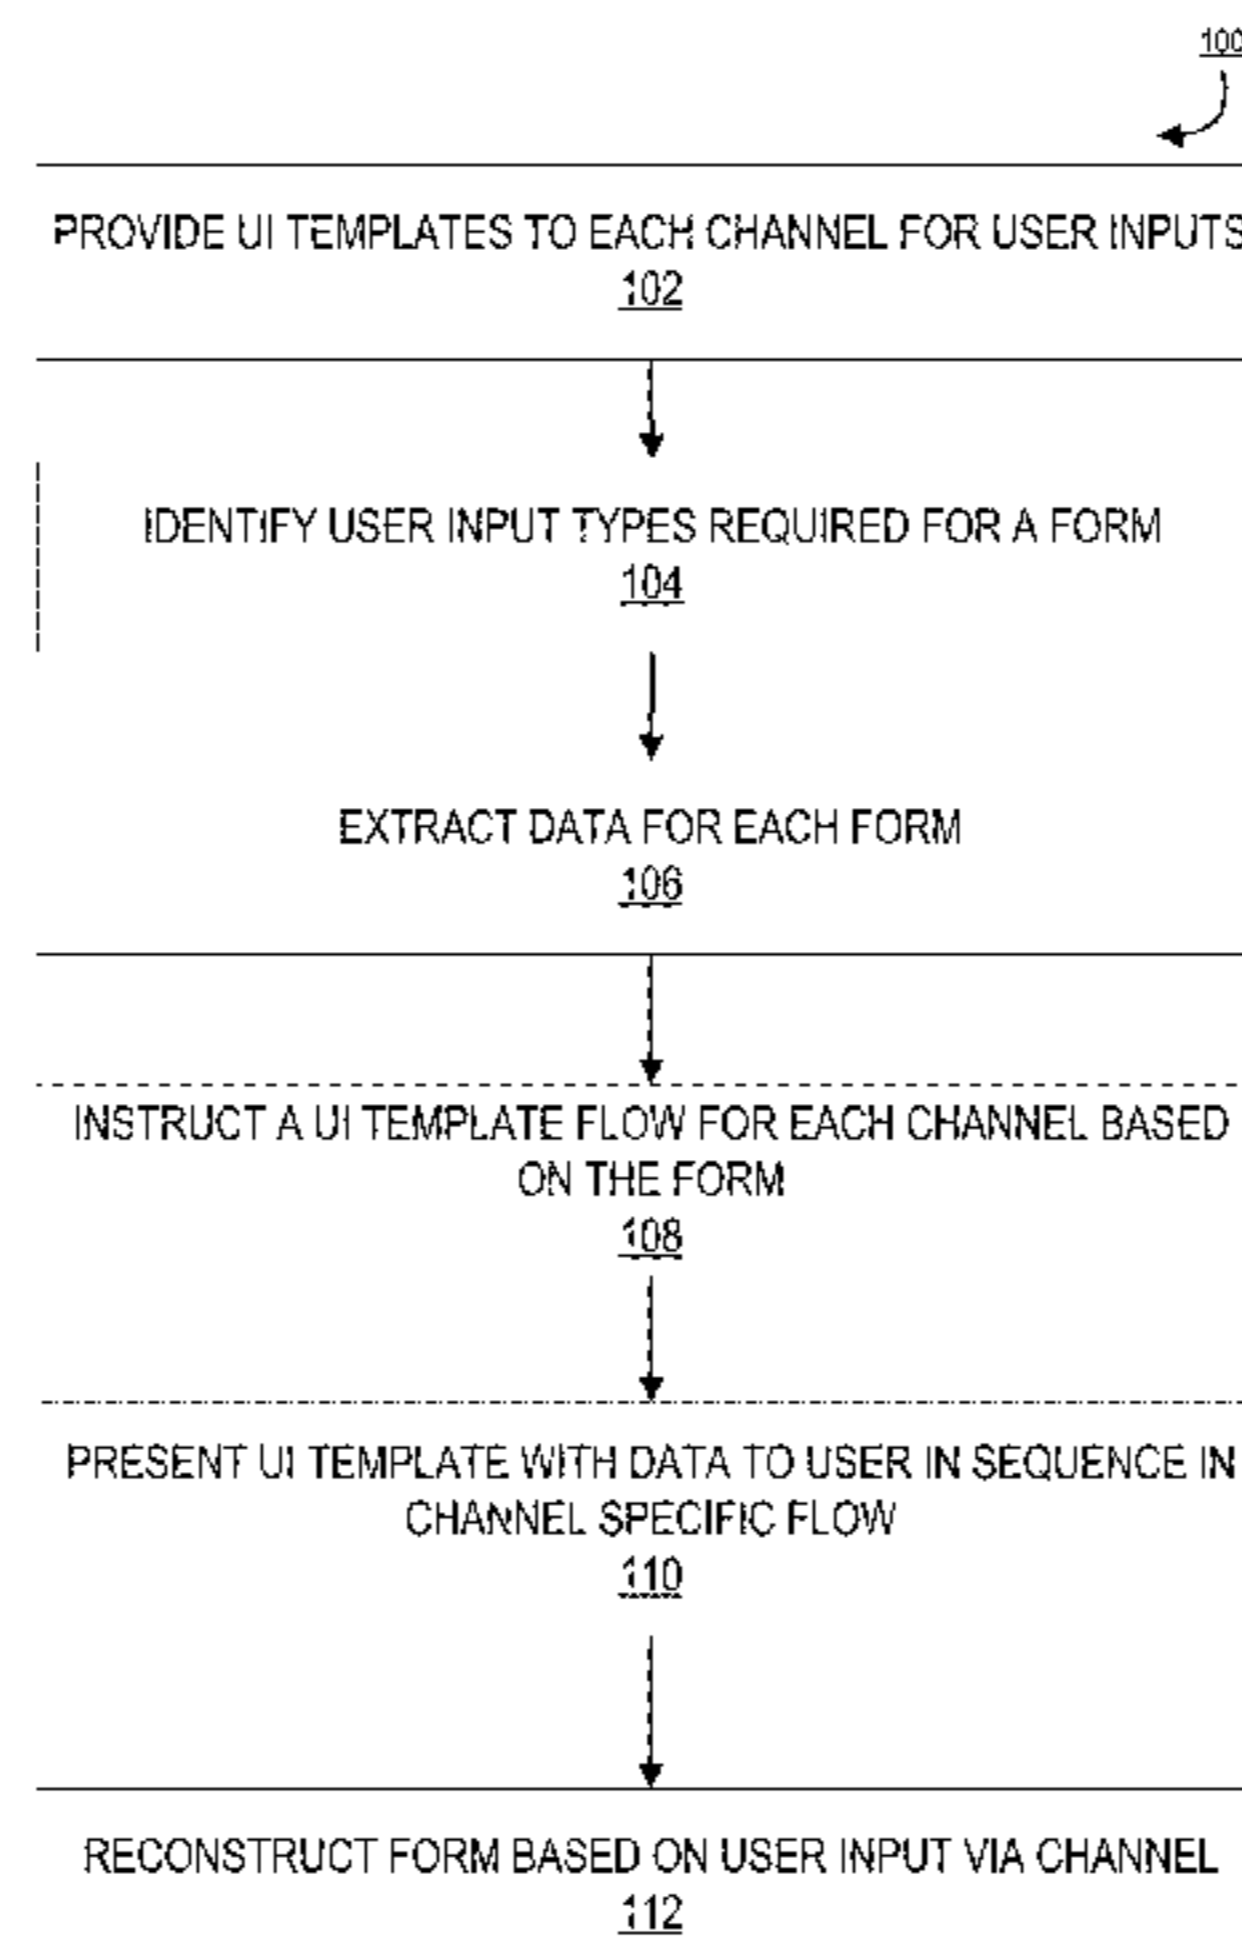 100
PROVIDE UI TEMPLATES TO EACH CHANNEL FOR USER INPUTS
102
IDENTIFY USER INPUT TYPES REQUIRED FOR A FORM
104
EXTRACT DATA FOR EACH FORM
106
INSTRUCT A UI TEMPLATE FLOW FOR EACH CHANNEL BASED
ON THE FORM
108
PRESENT UI TEMPLATE WITH DATA TO USER IN SEQUENCE IN
CHANNEL SPECIFIC FLOW
110
RECONSTRUCT FORM BASED ON USER INPUT VIA CHANNEL
112